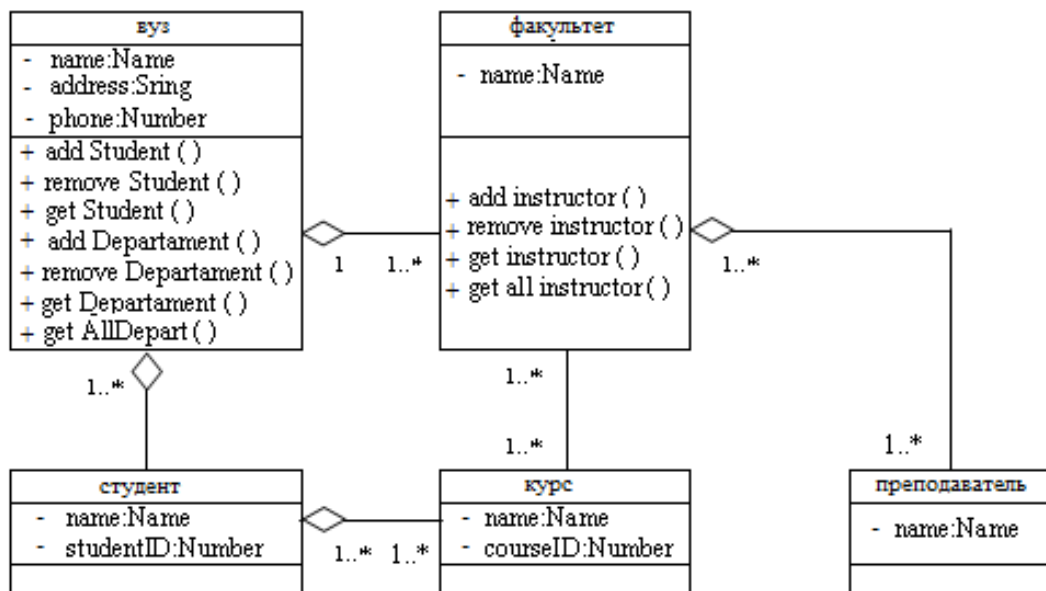 вуз
- name:Name
- address:Sring
- phone:Number
+ add Student ( )
+ remove Student ( )
+ get Student ( )
+ add Departament ( )
+ remove Departament ( )
+ get Departament ( )
+ get AllDepart ( )
факультет
- name:Name
+ add instructor ( )
+ remove instructor ( )
+ get instructor ( )
+ get all instructor ( )
1
1..*
1..*
1..*
1..*
1..*
1..*
студент
- name:Name
- studentID:Number
1..*
1..*
курс
- name:Name
- courseID:Number
преподаватель
- name:Name